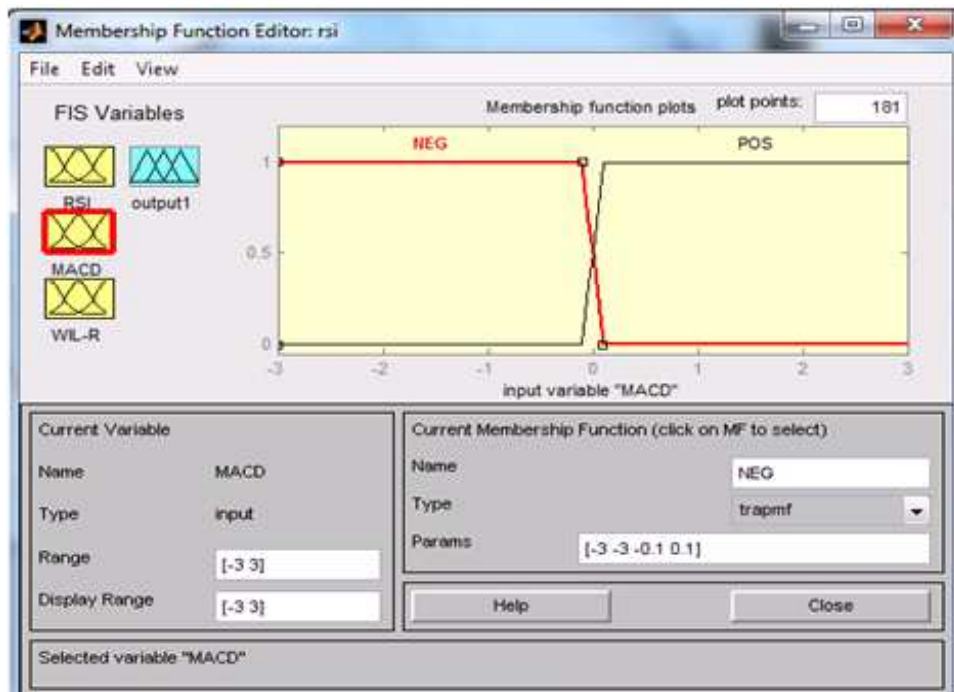 Membership Function Editor: rsi
File Edit View
FIS Variables
Membership function plots plot points: 181
RSI output1
MACD
WIL-R
NEG POS
1
0.5
0
-3 -2 -1 0 1 2 3
input variable "MACD"
Current Variable
Name MACD
Type input
Range [-3 3]
Display Range [-3 3]
Current Membership Function (click on MF to select)
Name NEG
Type trapmf
Params [-3 -3 -0.1 0.1]
Help Close
Selected variable "MACD"